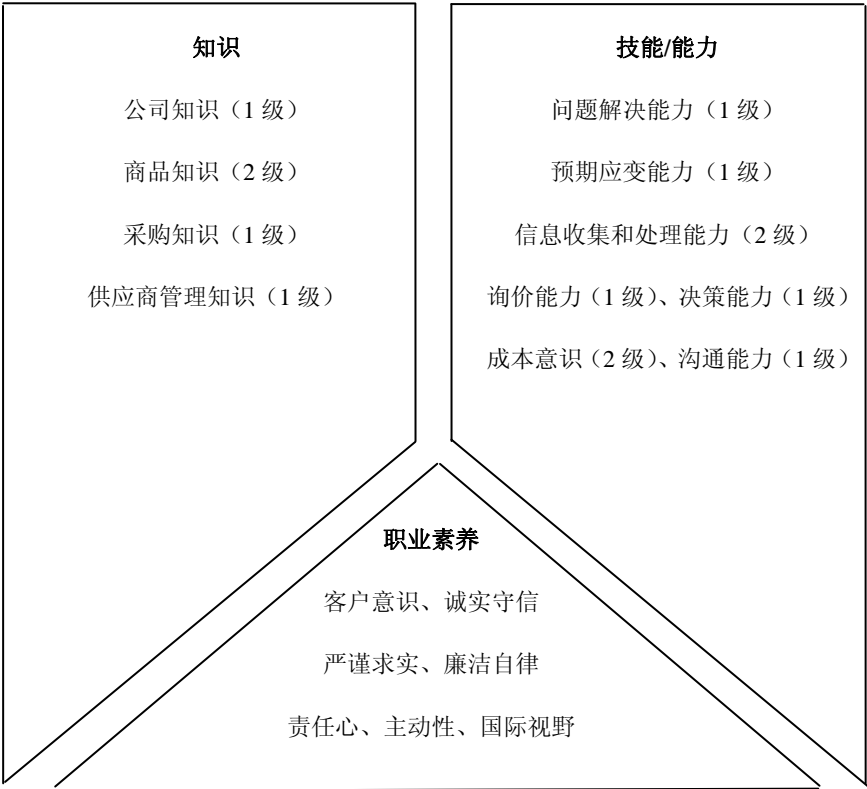 知识
公司知识（1 级）
商品知识（2 级）
采购知识（1 级）
供应商管理知识（1 级）
技能/能力
问题解决能力（1 级）
预期应变能力（1 级）
信息收集和处理能力（2 级）
询价能力（1 级）、决策能力（1 级）
成本意识（2 级）、沟通能力（1 级）
职业素养
客户意识、诚实守信
严谨求实、廉洁自律
责任心、主动性、国际视野